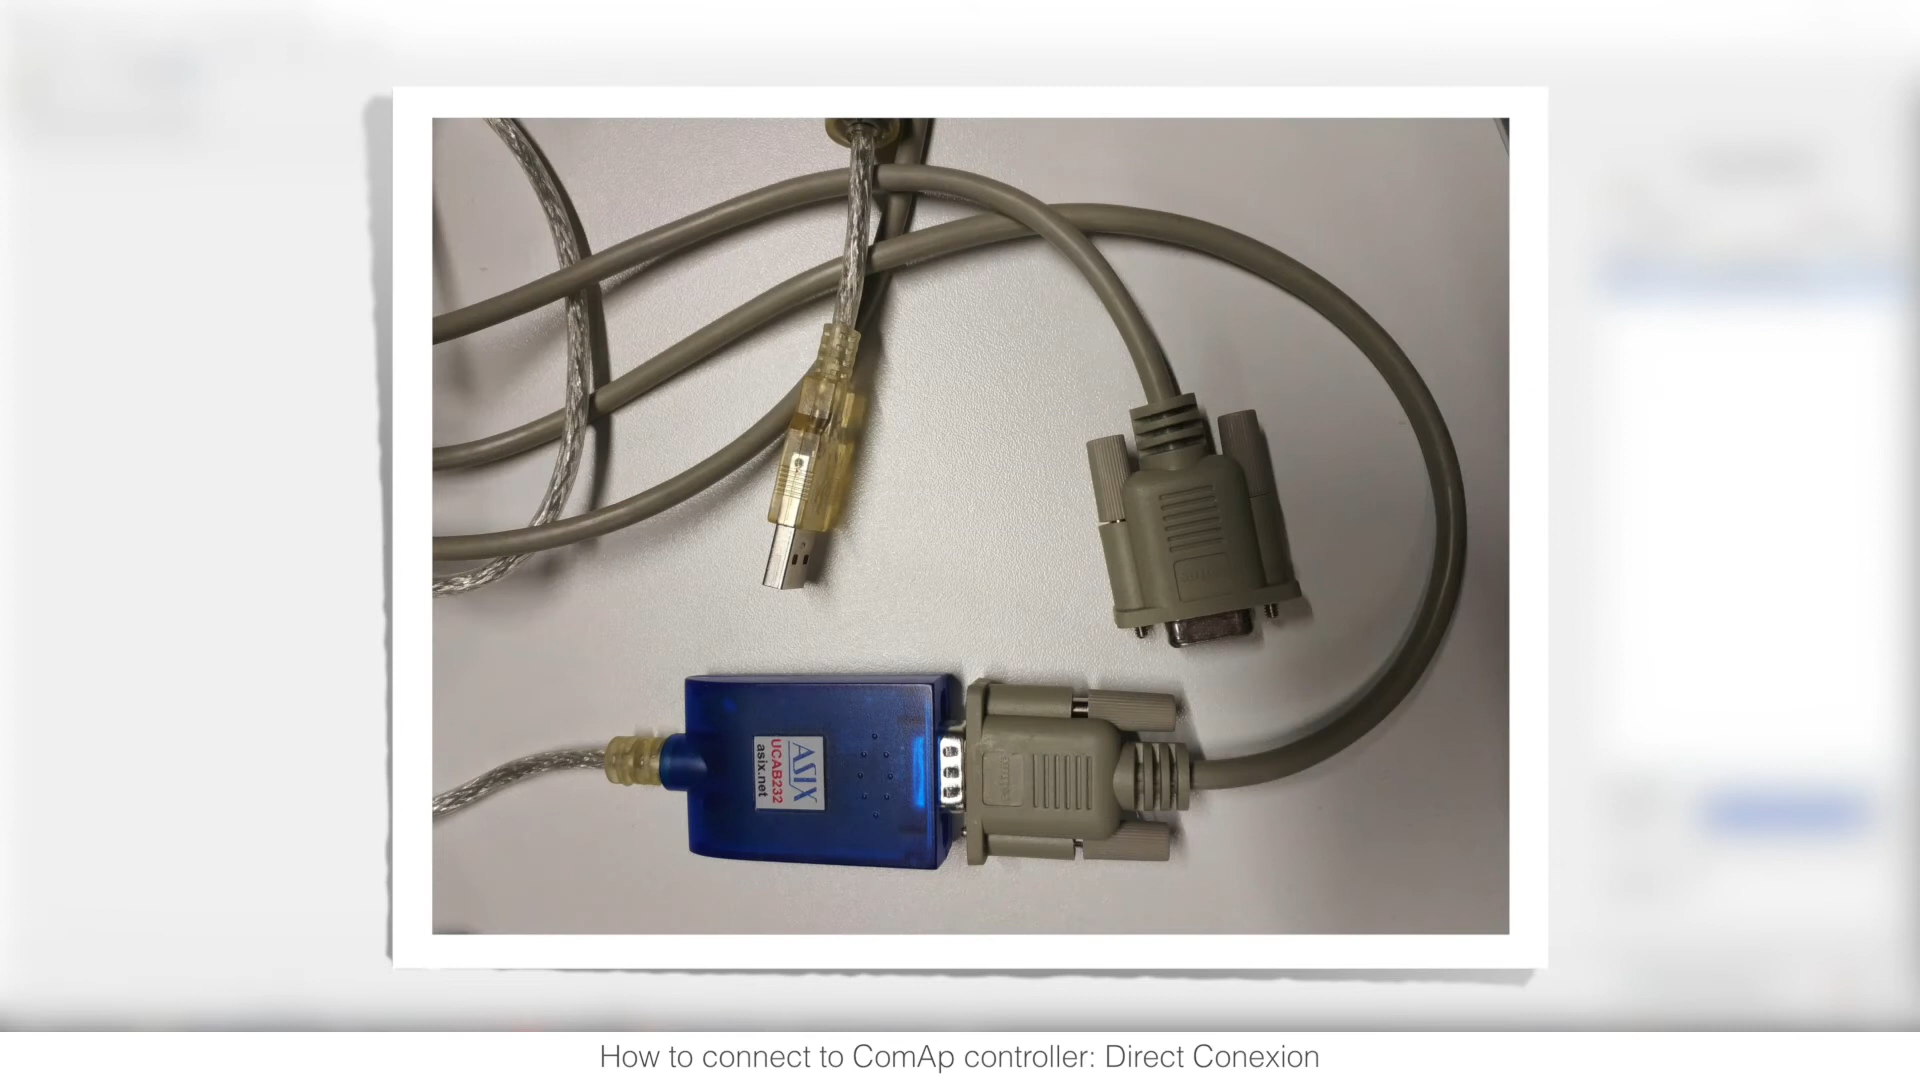 ASIX
UCAB232
asix.net
How to connect to ComAp controller: Direct Conexion